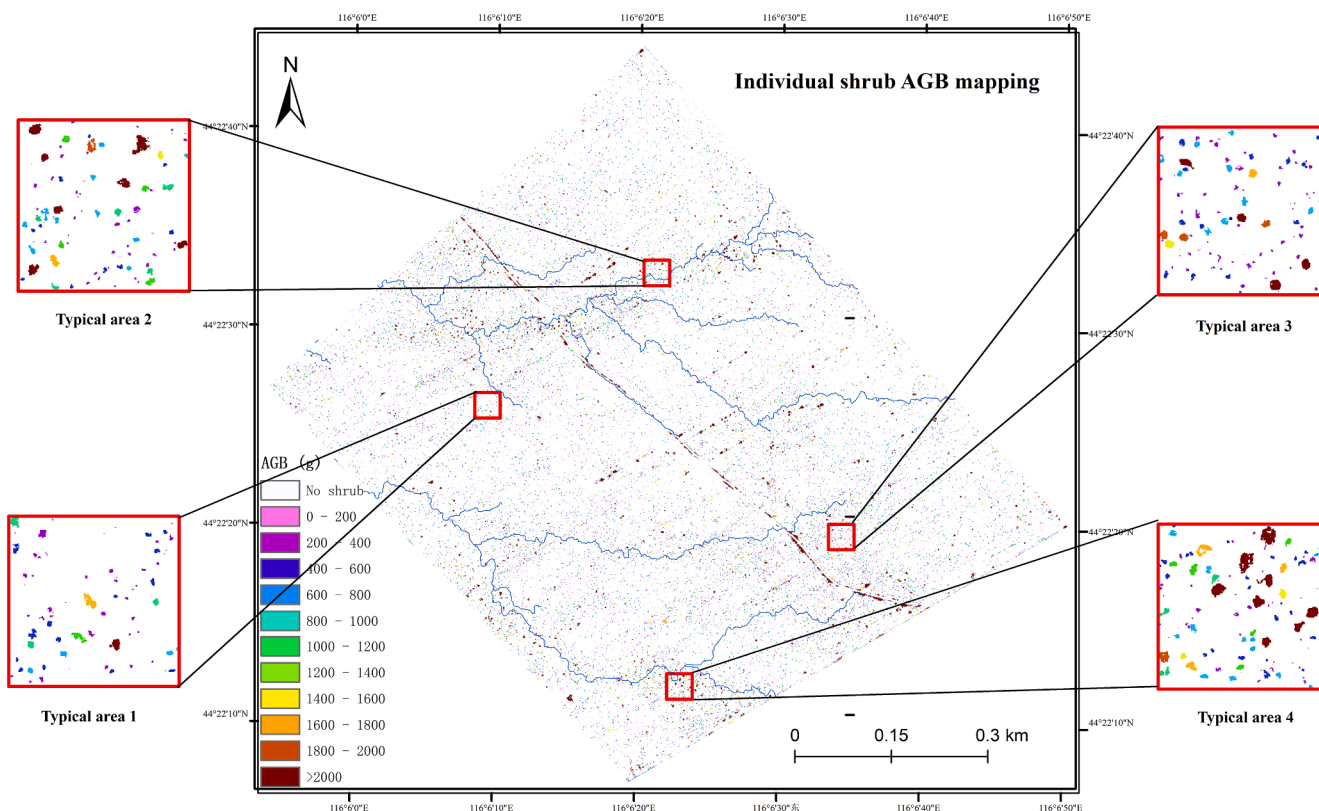 116°6'0"E 116°6'10"E 116°6'20"E 116°6'30"E 116°6'40"E 116°6'50"E
N
Individual shrub AGB mapping
44°22'40"N
44°22'40"N
Typical area 2
Typical area 3
44°22'30"N
44°22'30"N
AGB (g)
No shrub
0 - 200
200 - 400
400 - 600
600 - 800
800 - 1000
1000 - 1200
1200 - 1400
1400 - 1600
1600 - 1800
1800 - 2000
>2000
44°22'20"N
44°22'20"N
Typical area 1
Typical area 4
44°22'10"N
44°22'10"N
0 0.15 0.3 km
116°6'0"E 116°6'10"E 116°6'20"E 116°6'30"E 116°6'40"E 116°6'50"E